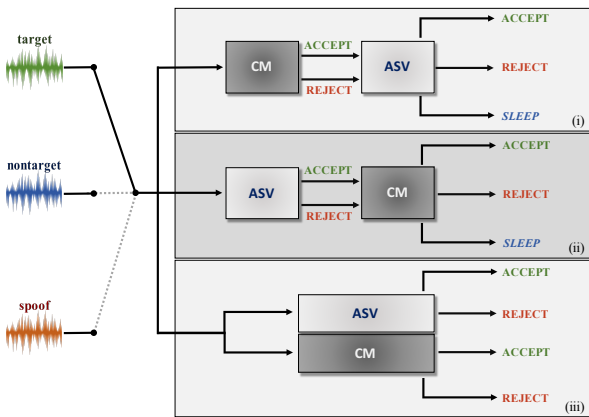 target
nontarget
spoof
CM
ACCEPT
REJECT
ASV
ACCEPT
REJECT
SLEEP
(i)
ASV
ACCEPT
REJECT
CM
ACCEPT
REJECT
SLEEP
(ii)
ASV
CM
ACCEPT
REJECT
ACCEPT
REJECT
(iii)